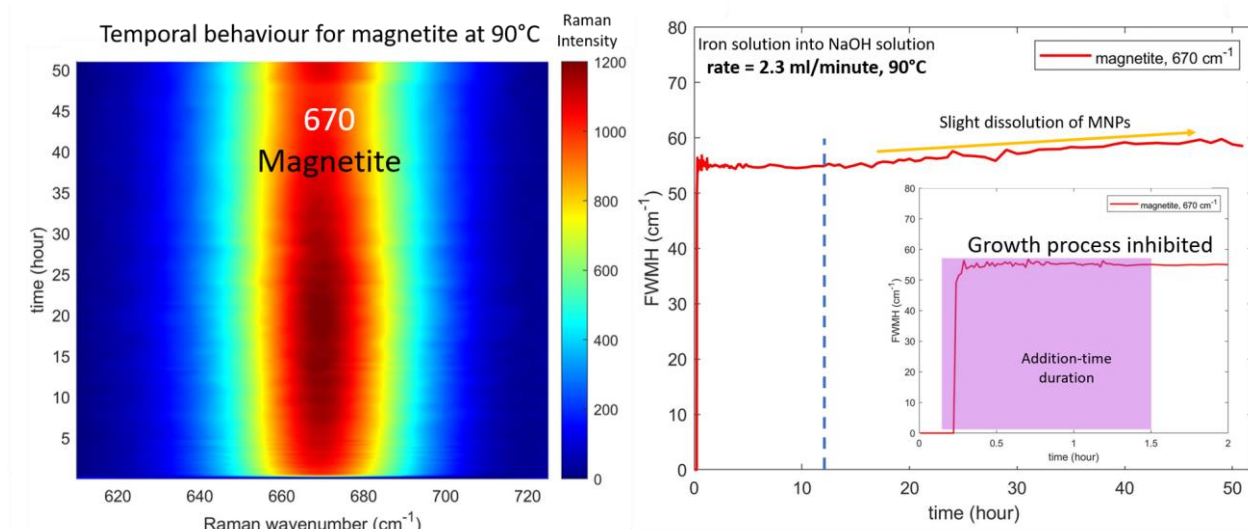 Temporal behaviour for magnetite at 90°C
Raman
Intensity
670
Magnetite
time (hour)
50
45
40
35
30
25
20
15
10
5
620
640
660
680
700
720
Raman wavenumber (cm-1)
1200
1000
800
600
400
200
0
Iron solution into NaOH solution
rate = 2.3 ml/minute, 90°C
magnetite, 670 cm-1
Slight dissolution of MNPs
FWMH (cm-1)
80
70
60
50
40
30
20
10
0
0
10
20
30
40
50
time (hour)
magnetite, 670 cm-1
Growth process inhibited
Addition-time
duration
FWMH (cm-1)
80
70
60
50
40
30
20
10
0
0
0.5
1
1.5
2
time (hour)